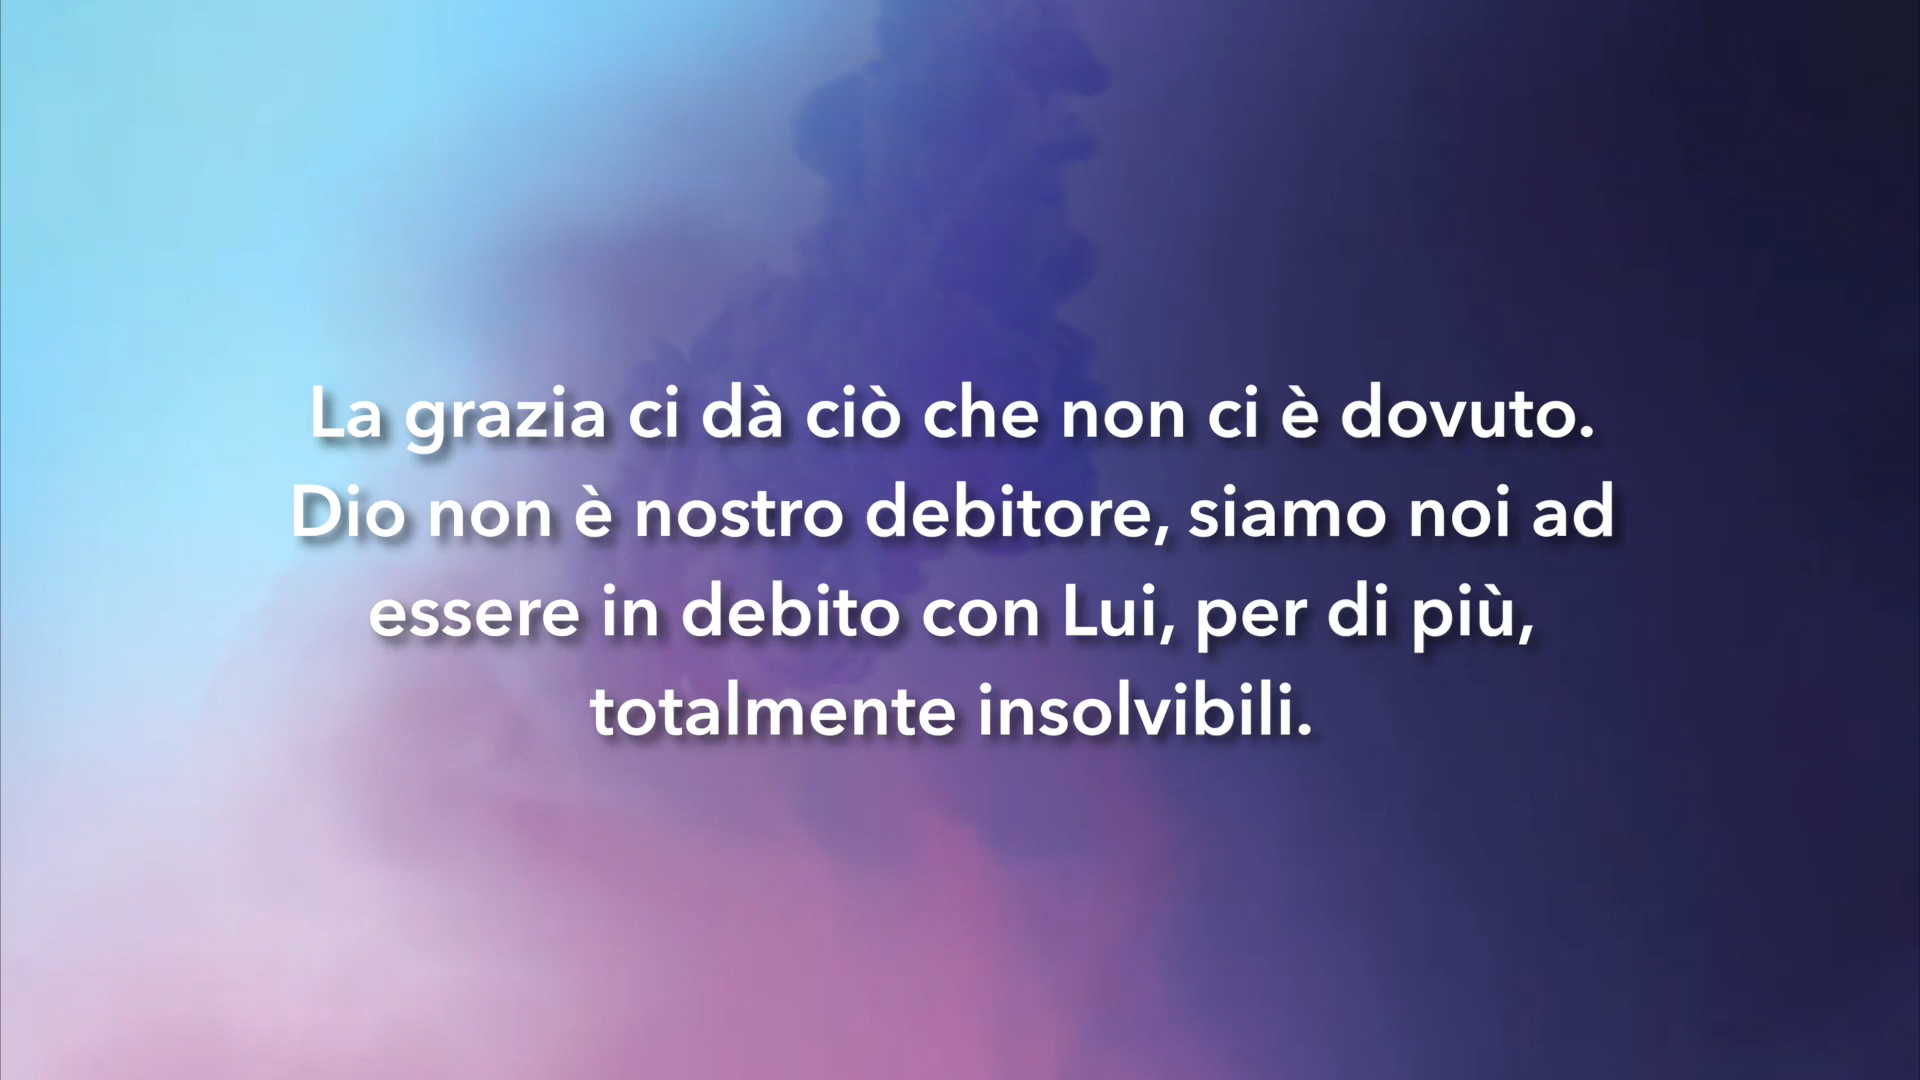 La grazia ci dà ciò che non ci è dovuto.
Dio non è nostro debitore, siamo noi ad
essere in debito con Lui, per di più,
totalmente insolvibili.